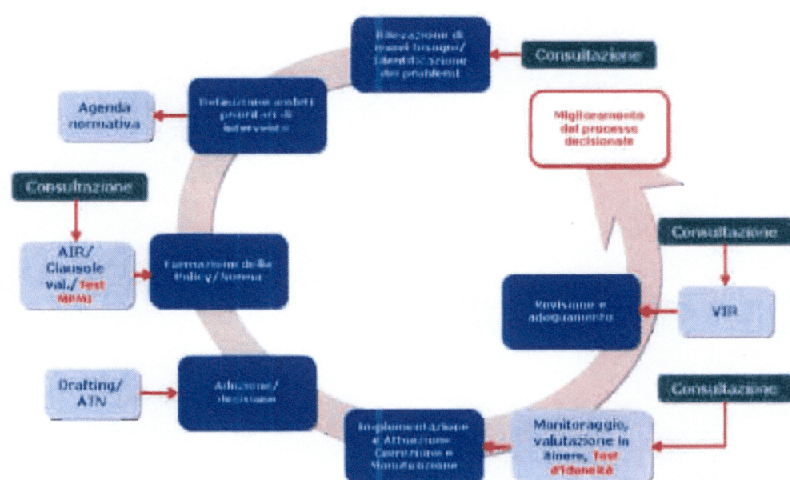 Rilevazione di
nuovi bisogni/
Identificazione
dei problemi
Consultazione
Definizione ambiti
prioritari di
intervento
Agenda
normativa
Miglioramento
del processo
decisionale
Consultazione
AIR/
Clausole
val./Test
MPMI
Formazione delle
Policy/Norme
Consultazione
Revisione e
adeguamento
VIR
Drafting/
ATN
Adozione/
decisione
Consultazione
Implementazione
e Attuazione
Correzione e
Manutenzione
Monitoraggio,
valutazione in
itinere, Test
d'idoneità